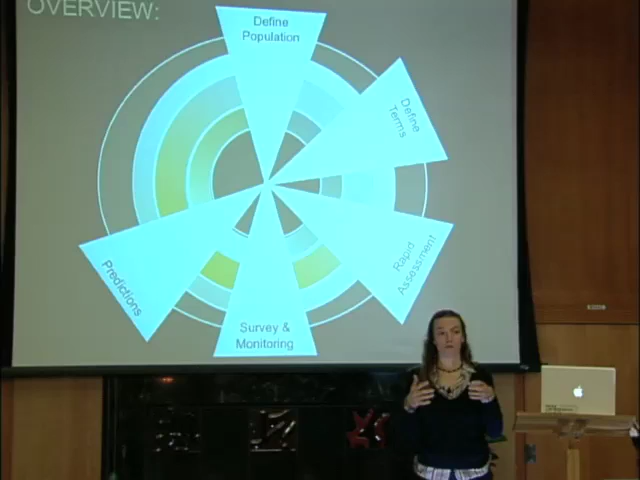 OVERVIEW:
Define
Population
Define
Terms
Rapid
Assessment
Survey &
Monitoring
Predictions